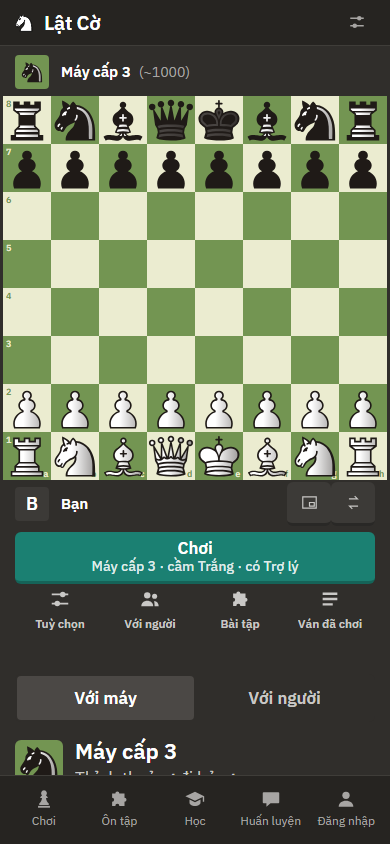 Lật Cờ
Máy cấp 3 (~1000)
8
7
6
5
4
3
2
1
a
d
e
h
B Bạn
Chơi
Máy cấp 3 · cầm Trắng · có Trợ lý
Tuỳ chọn Với người Bài tập Ván đã chơi
Với máy Với người
Máy cấp 3
Chơi Ôn tập Học Huấn luyện Đăng nhập